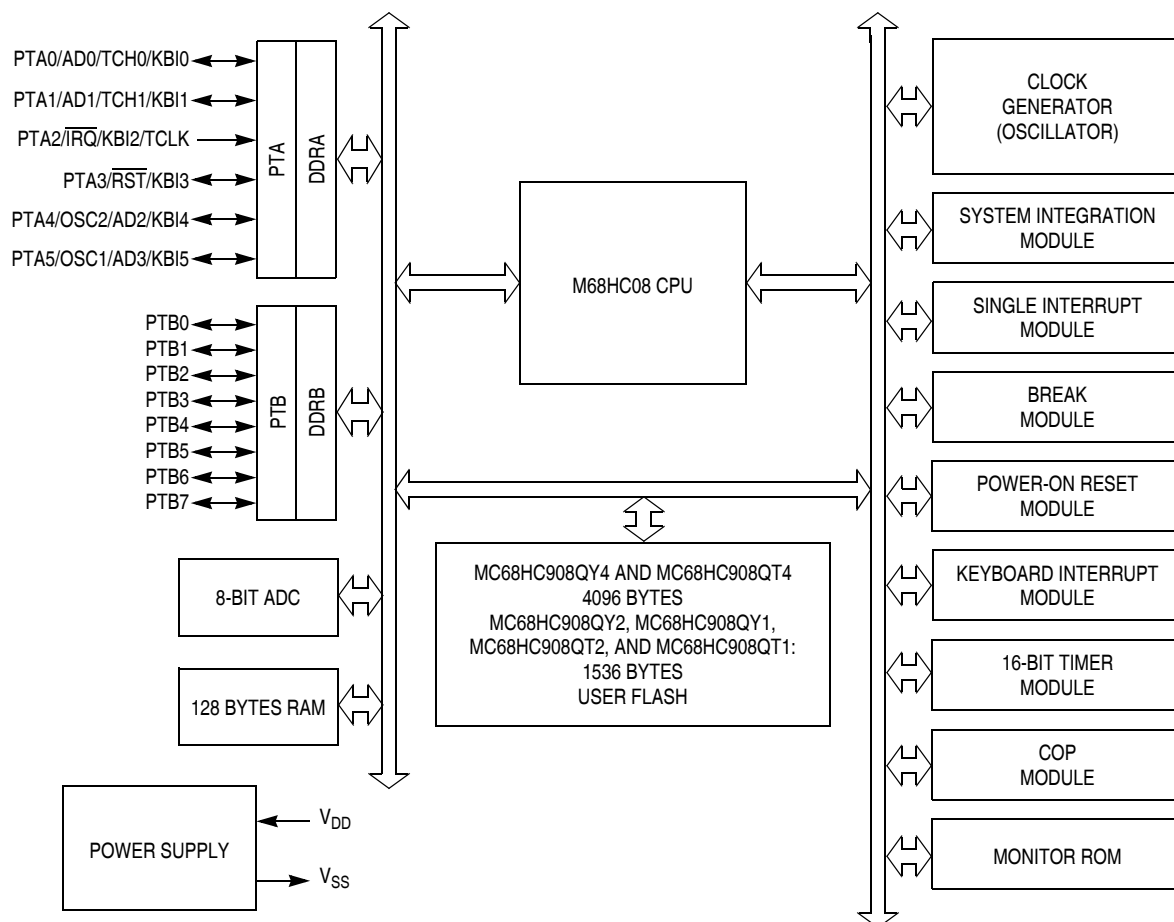 PTA0/AD0/TCH0/KBI0
PTA1/AD1/TCH1/KBI1
PTA2/I̅R̅Q̅/KBI2/TCLK
PTA3/R̅S̅T̅/KBI3
PTA4/OSC2/AD2/KBI4
PTA5/OSC1/AD3/KBI5
PTA
DDRA
PTB0
PTB1
PTB2
PTB3
PTB4
PTB5
PTB6
PTB7
PTB
DDRB
8-BIT ADC
128 BYTES RAM
POWER SUPPLY
VDD
VSS
M68HC08 CPU
MC68HC908QY4 AND MC68HC908QT4
4096 BYTES
MC68HC908QY2, MC68HC908QY1,
MC68HC908QT2, AND MC68HC908QT1:
1536 BYTES
USER FLASH
CLOCK
GENERATOR
(OSCILLATOR)
SYSTEM INTEGRATION
MODULE
SINGLE INTERRUPT
MODULE
BREAK
MODULE
POWER-ON RESET
MODULE
KEYBOARD INTERRUPT
MODULE
16-BIT TIMER
MODULE
COP
MODULE
MONITOR ROM